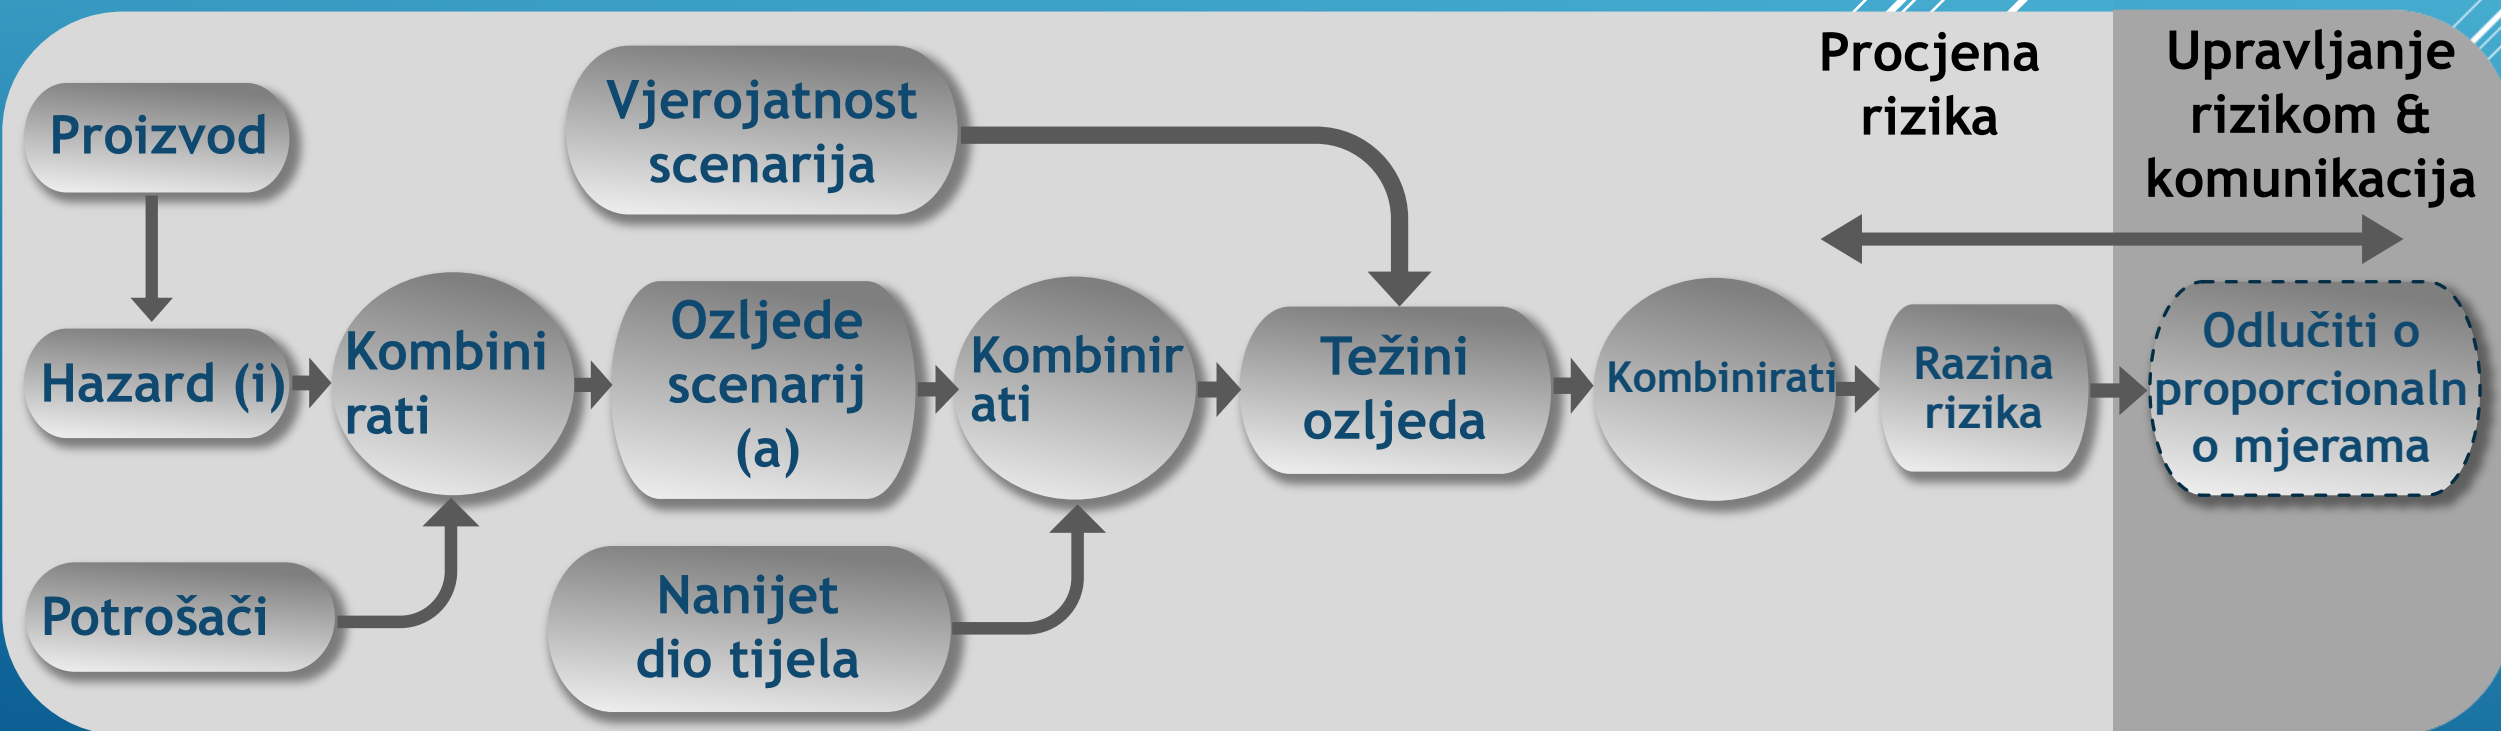 Proizvod
Vjerojatnost
scenarija
Procjena
rizika
Upravljanje
rizikom &
komunikacija
Hazard (i)
Kombini
rati
Ozljede
scenarij
(a)
Kombinir
ati
Težini
ozljeda
Kombinirati
Razina
rizika
Odlučiti o
proporcionaln
o mjerama
Potrošači
Nanijet
dio tijela